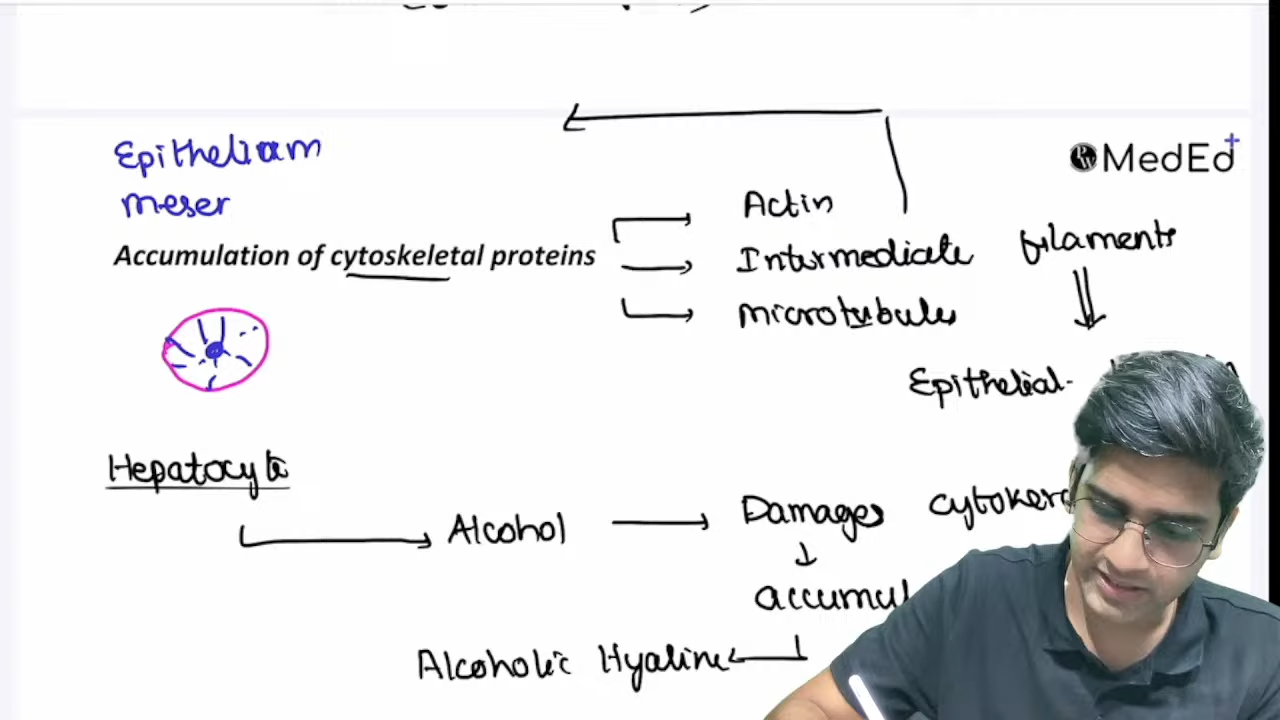 Epithelium
meser
MedEd
Actin
Accumulation of cytoskeletal proteins
Intermediate filaments
microtubules
Epithelial-
Hepatocyte
Alcohol
Damages
accumul
Alcoholic Hyaline